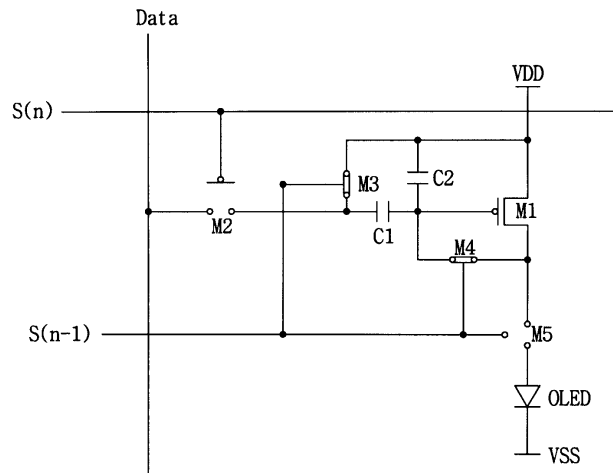 Data
VDD
S(n)
M3
C2
M1
M2
C1
M4
S(n-1)
M5
OLED
VSS